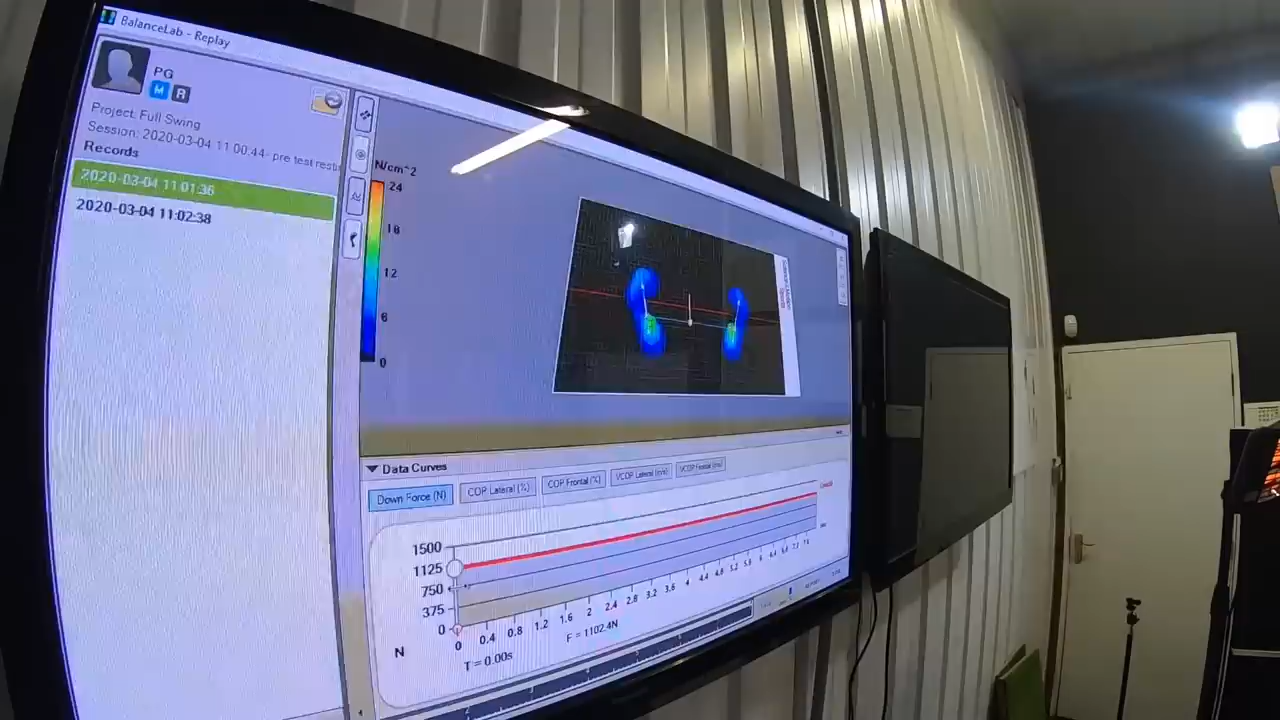 BalanceLab - Replay
PG
M R
Project: Full Swing
Session: 2020-03-04 11:00:44- pre test
Records
2020-03-04 11:01:36
2020-03-04 11:02:38
N/cm^2
24
18
12
6
0
Data Curves
Down Force (N) COP Lateral (%) COP Frontal (%) VCOP Lateral VCOP Frontal
1500
1125
750
375
0
N
0 0.4 0.8 1.2 1.6 2 2.4 2.8 3.2 3.6 4 4.4 4.8 5.2 5.6 6 6.4 6.8 7.2 7.6
T = 0.00s
F = 1102.4N